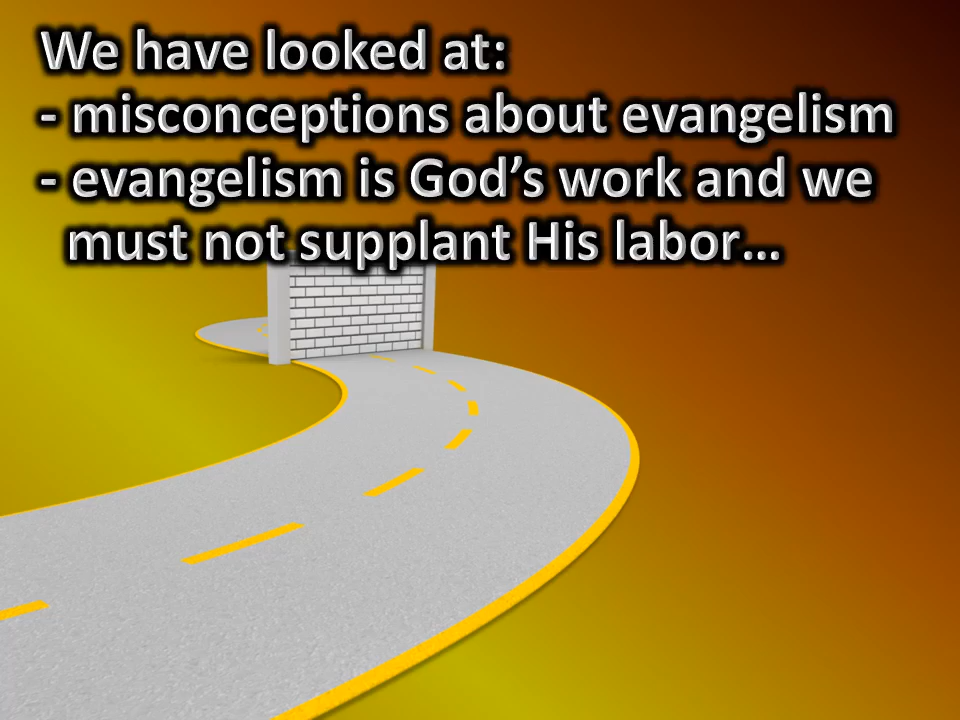 We have looked at:
- misconceptions about evangelism
- evangelism is God’s work and we
must not supplant His labor…